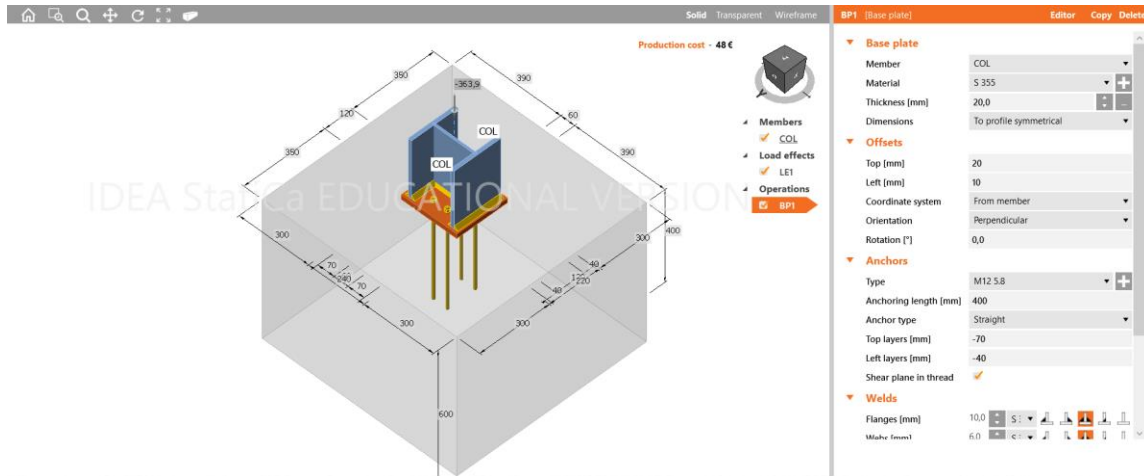 Solid Transparent Wireframe
BP1 [Base plate] Editor Copy Delete
Production cost - 48 €
Members
COL
Load effects
LE1
Operations
BP1
350
120
350
-363,9
390
60
390
COL
COL
IDEA StatiCa EDUCATIONAL VERSION
300
70
240
70
300
400
300
40
220
40
300
600
Base plate
Member COL
Material S 355
Thickness [mm] 20,0
Dimensions To profile symmetrical
Offsets
Top [mm] 20
Left [mm] 10
Coordinate system From member
Orientation Perpendicular
Rotation [°] 0,0
Anchors
Type M12 5.8
Anchoring length [mm] 400
Anchor type Straight
Top layers [mm] -70
Left layers [mm] -40
Shear plane in thread
Welds
Flanges [mm] 10,0
Webs [mm] 6,0